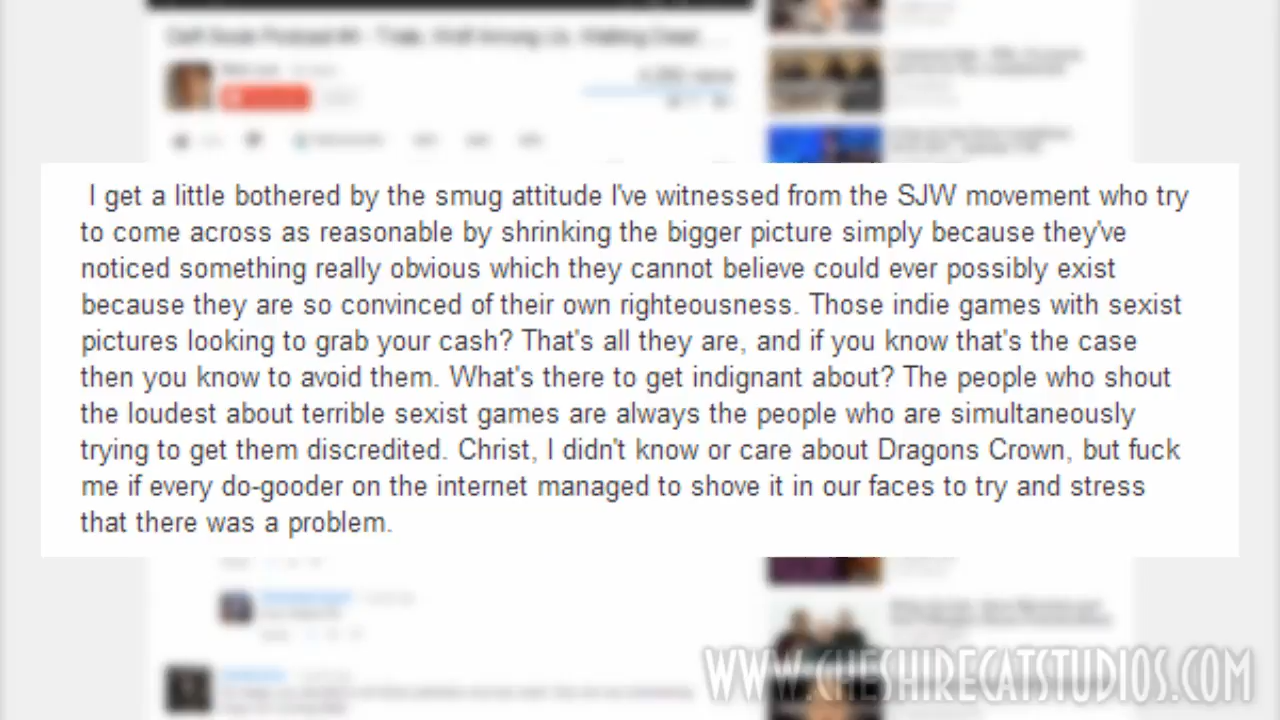 I get a little bothered by the smug attitude I've witnessed from the SJW movement who try
to come across as reasonable by shrinking the bigger picture simply because they've
noticed something really obvious which they cannot believe could ever possibly exist
because they are so convinced of their own righteousness. Those indie games with sexist
pictures looking to grab your cash? That's all they are, and if you know that's the case
then you know to avoid them. What's there to get indignant about? The people who shout
the loudest about terrible sexist games are always the people who are simultaneously
trying to get them discredited. Christ, I didn't know or care about Dragons Crown, but fuck
me if every do-gooder on the internet managed to shove it in our faces to try and stress
that there was a problem.
WWW.CHESHIRECATSTUDIOS.COM